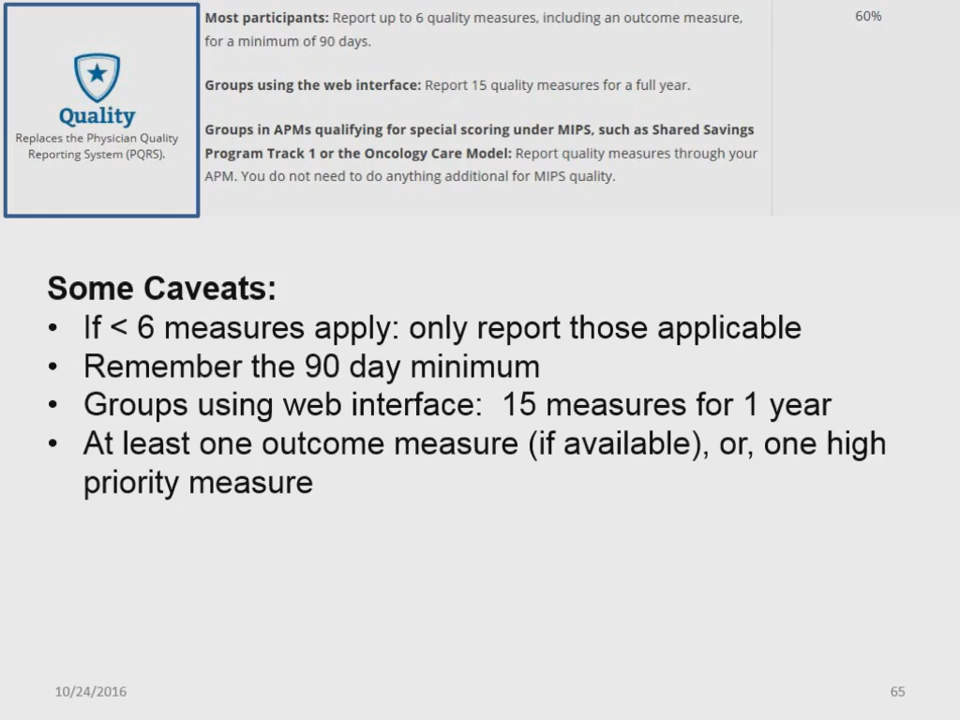 Most participants: Report up to 6 quality measures, including an outcome measure,
for a minimum of 90 days.
60%
Groups using the web interface: Report 15 quality measures for a full year.
Quality
Replaces the Physician Quality
Reporting System (PQRS).
Groups in APMs qualifying for special scoring under MIPS, such as Shared Savings
Program Track 1 or the Oncology Care Model: Report quality measures through your
APM. You do not need to do anything additional for MIPS quality.
Some Caveats:
• If < 6 measures apply: only report those applicable
• Remember the 90 day minimum
• Groups using web interface:  15 measures for 1 year
• At least one outcome measure (if available), or, one high
priority measure
10/24/2016
65